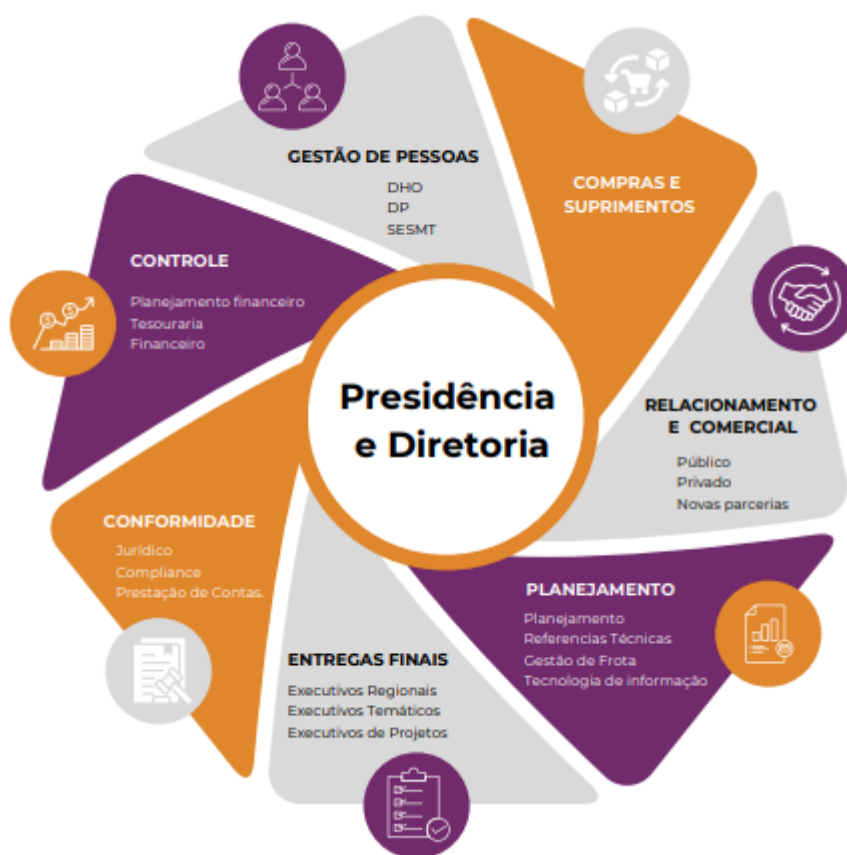 GESTÃO DE PESSOAS
DHO
DP
SESMT
COMPRAS E
SUPRIMENTOS
RELACIONAMENTO
E COMERCIAL
Público
Privado
Novas parcerias
PLANEJAMENTO
Planejamento
Referencias Técnicas
Gestão de Frota
Tecnologia de informação
ENTREGAS FINAIS
Executivos Regionais
Executivos Temáticos
Executivos de Projetos
CONFORMIDADE
Jurídico
Compliance
Prestação de Contas.
CONTROLE
Planejamento financeiro
Tesouraria
Financeiro
Presidência
e Diretoria